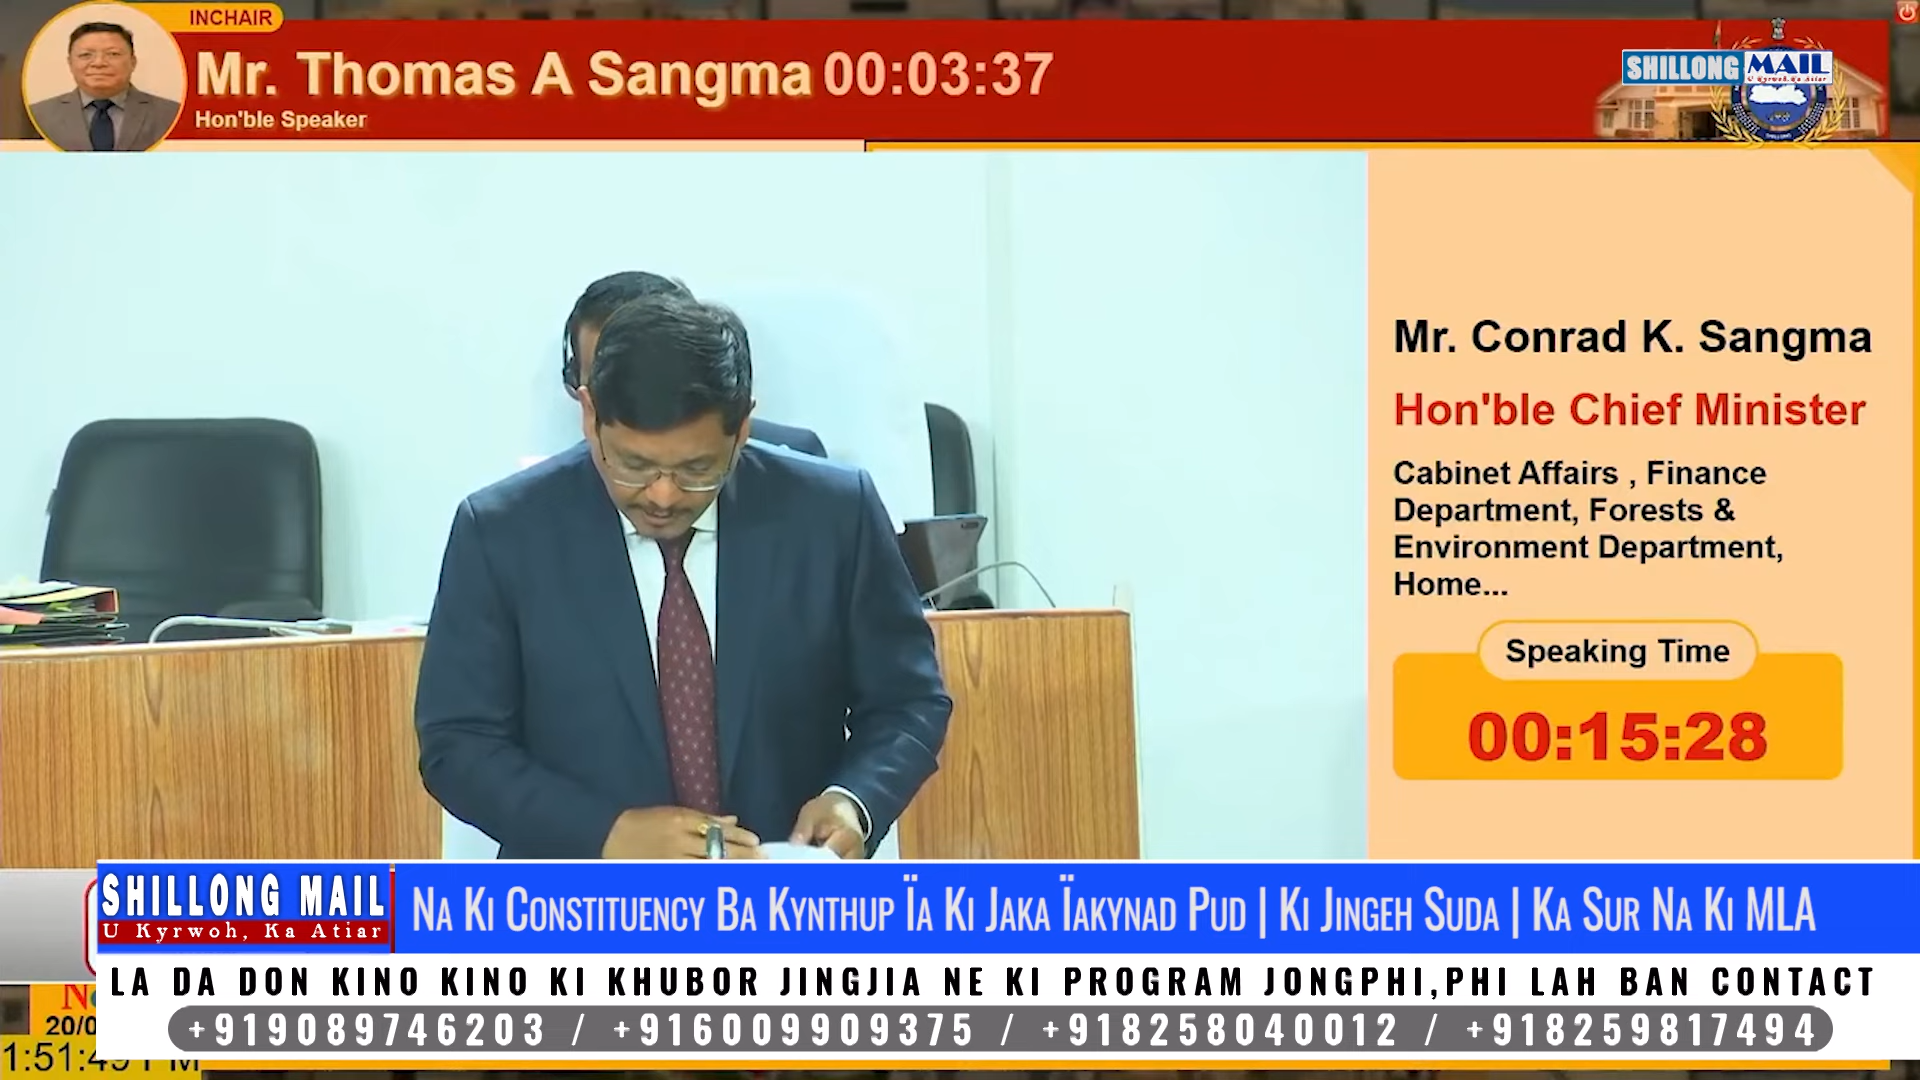 INCHAIR
Mr. Thomas A Sangma 00:03:37
Hon'ble Speaker
SHILLONG MAIL
U Kyrwoh, Ka Atiar
Mr. Conrad K. Sangma
Hon'ble Chief Minister
Cabinet Affairs , Finance
Department, Forests &
Environment Department,
Home...
Speaking Time
00:15:28
SHILLONG MAIL
U Kyrwoh, Ka Atiar
Na Ki Constituency Ba Kynthup Ïa Ki Jaka Ïakynad Pud | Ki Jingeh Suda | Ka Sur Na Ki MLA
LA DA DON KINO KINO KI KHUBOR JINGJIA NE KI PROGRAM JONGPHI,PHI LAH BAN CONTACT
+919089746203 / +916009909375 / +918258040012 / +918259817494